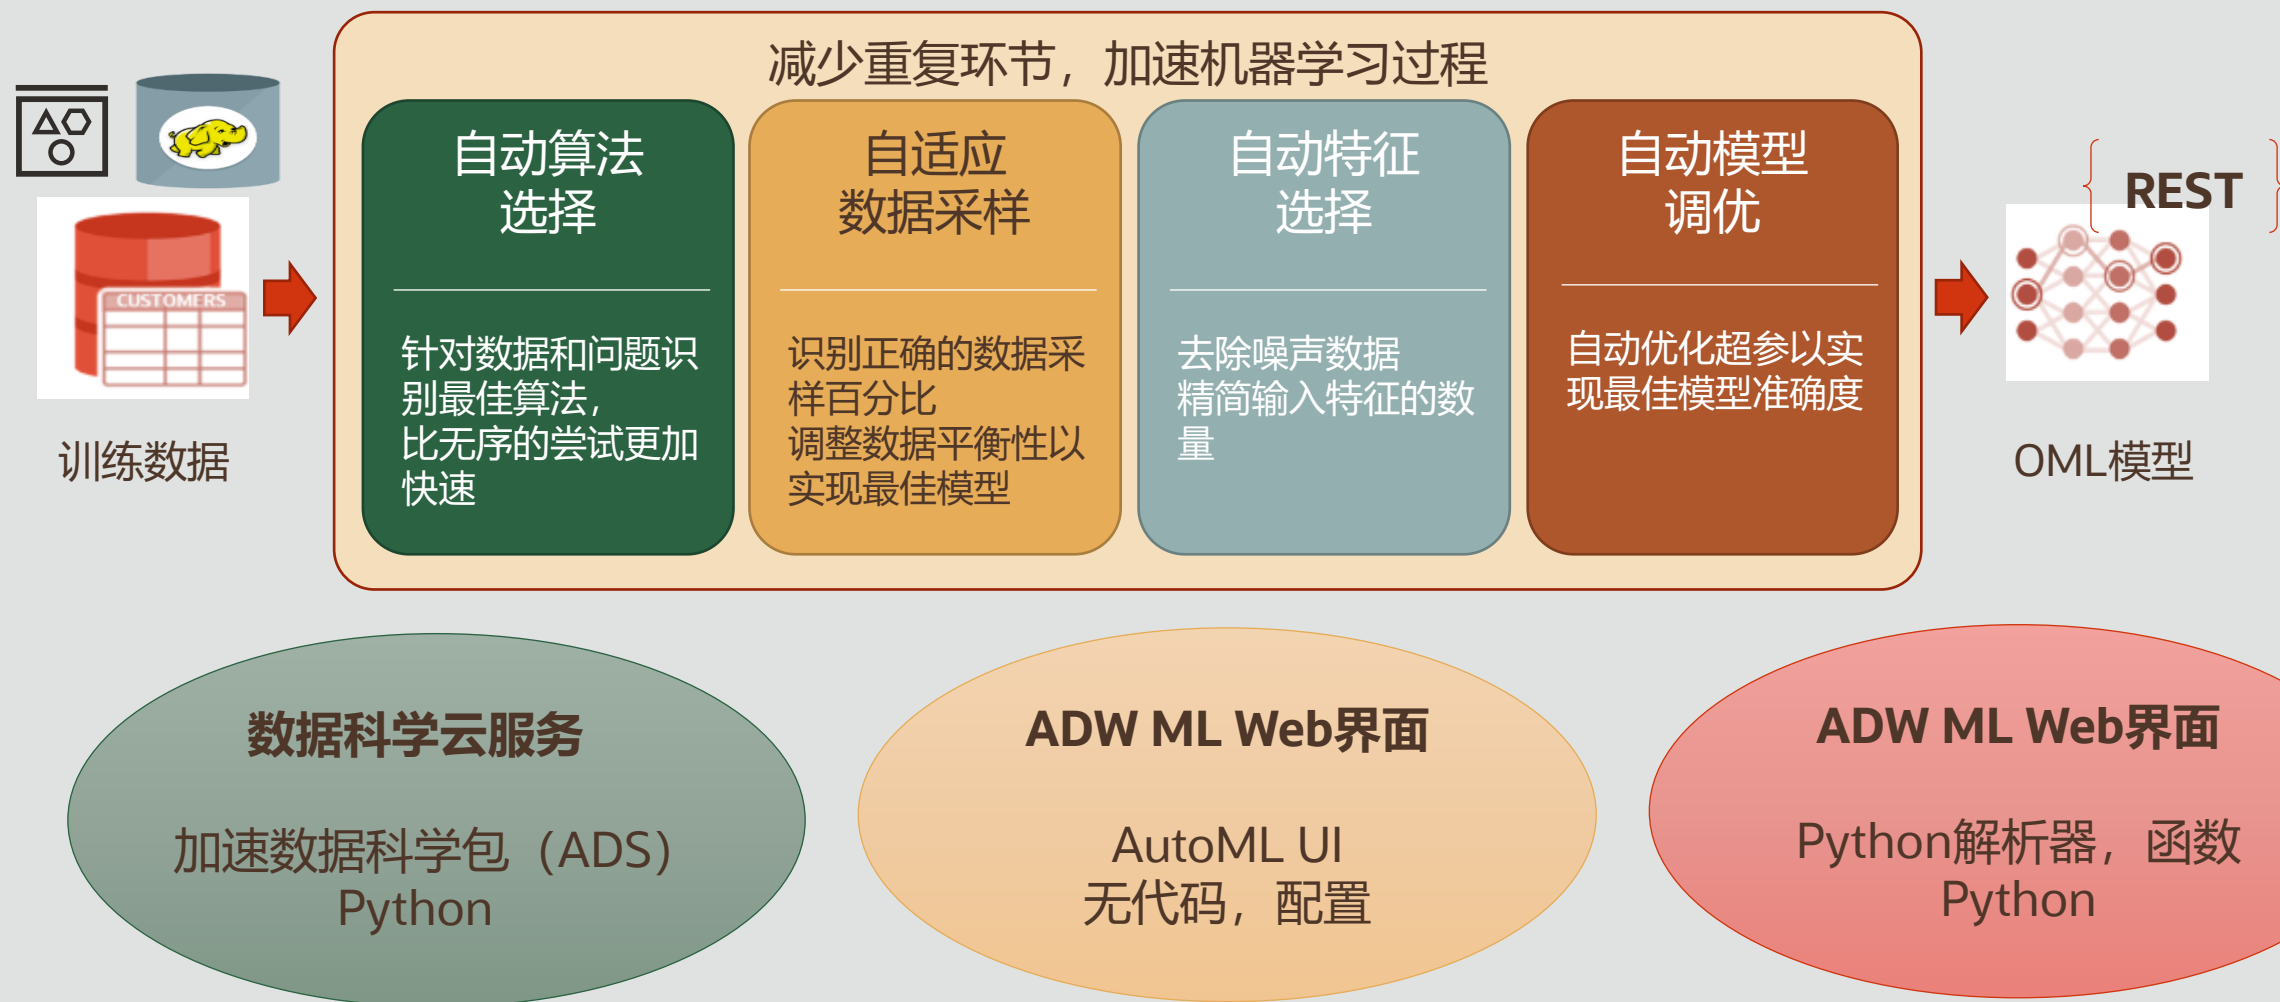 减少重复环节，加速机器学习过程
CUSTOMERS
训练数据
自动算法
选择
针对数据和问题识
别最佳算法，
比无序的尝试更加
快速
自适应
数据采样
识别正确的数据采
样百分比
调整数据平衡性以
实现最佳模型
自动特征
选择
去除噪声数据
精简输入特征的数
量
自动模型
调优
自动优化超参以实
现最佳模型准确度
REST
OML模型
数据科学云服务
加速数据科学包（ADS）
Python
ADW ML Web界面
AutoML UI
无代码，配置
ADW ML Web界面
Python解析器，函数
Python